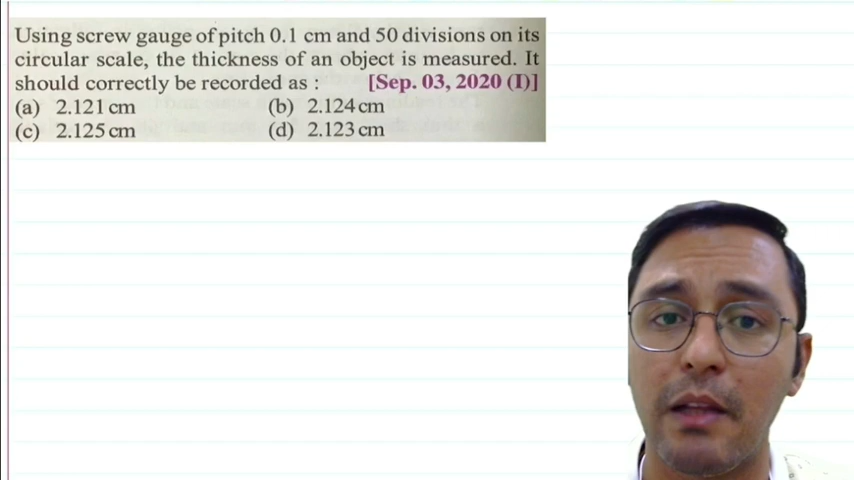 Using screw gauge of pitch 0.1 cm and 50 divisions on its
circular scale, the thickness of an object is measured. It
should correctly be recorded as : [Sep. 03, 2020 (I)]
(a) 2.121 cm (b) 2.124 cm
(c) 2.125 cm (d) 2.123 cm